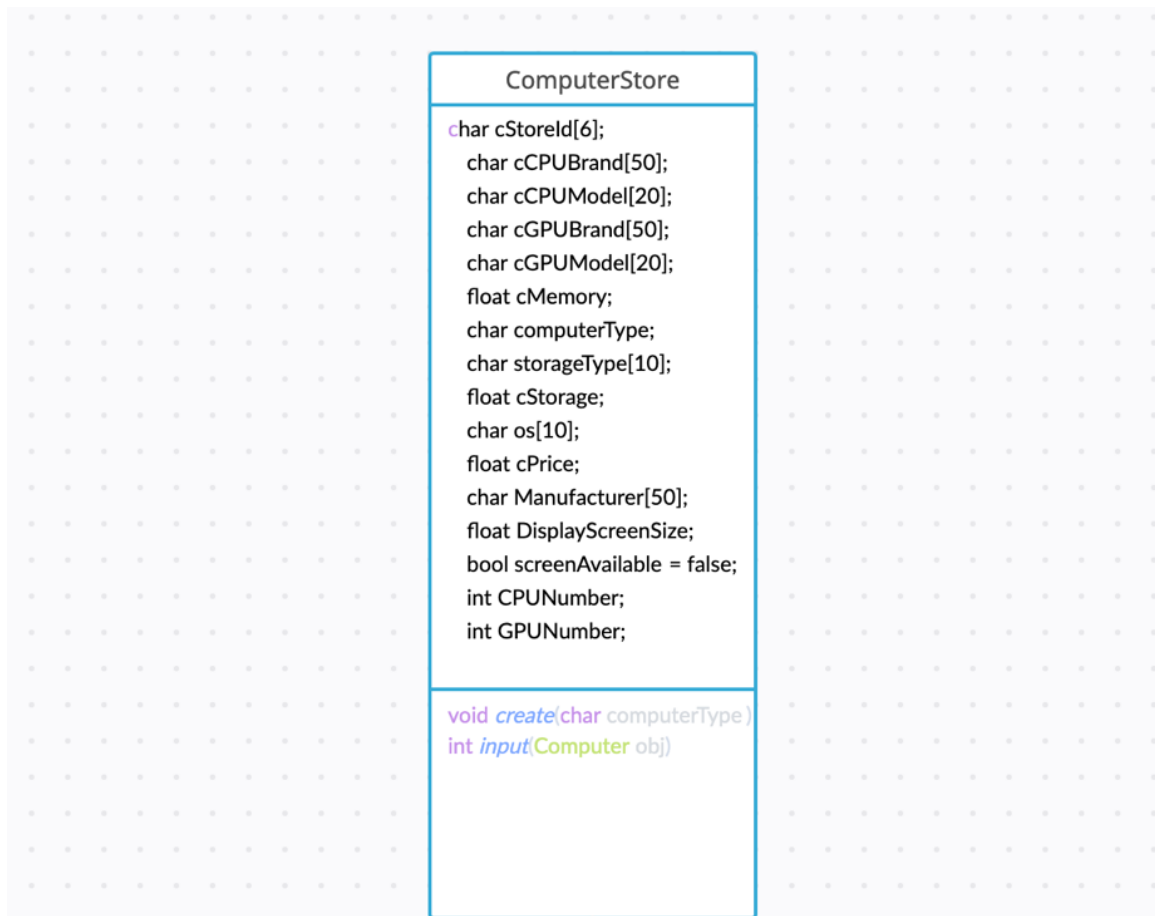 ComputerStore
char cStoreId[6];
char cCPUBrand[50];
char cCPUModel[20];
char cGPUBrand[50];
char cGPUModel[20];
float cMemory;
char computerType;
char storageType[10];
float cStorage;
char os[10];
float cPrice;
char Manufacturer[50];
float DisplayScreenSize;
bool screenAvailable = false;
int CPUNumber;
int GPUNumber;
void create(char computerType)
int input(Computer obj)